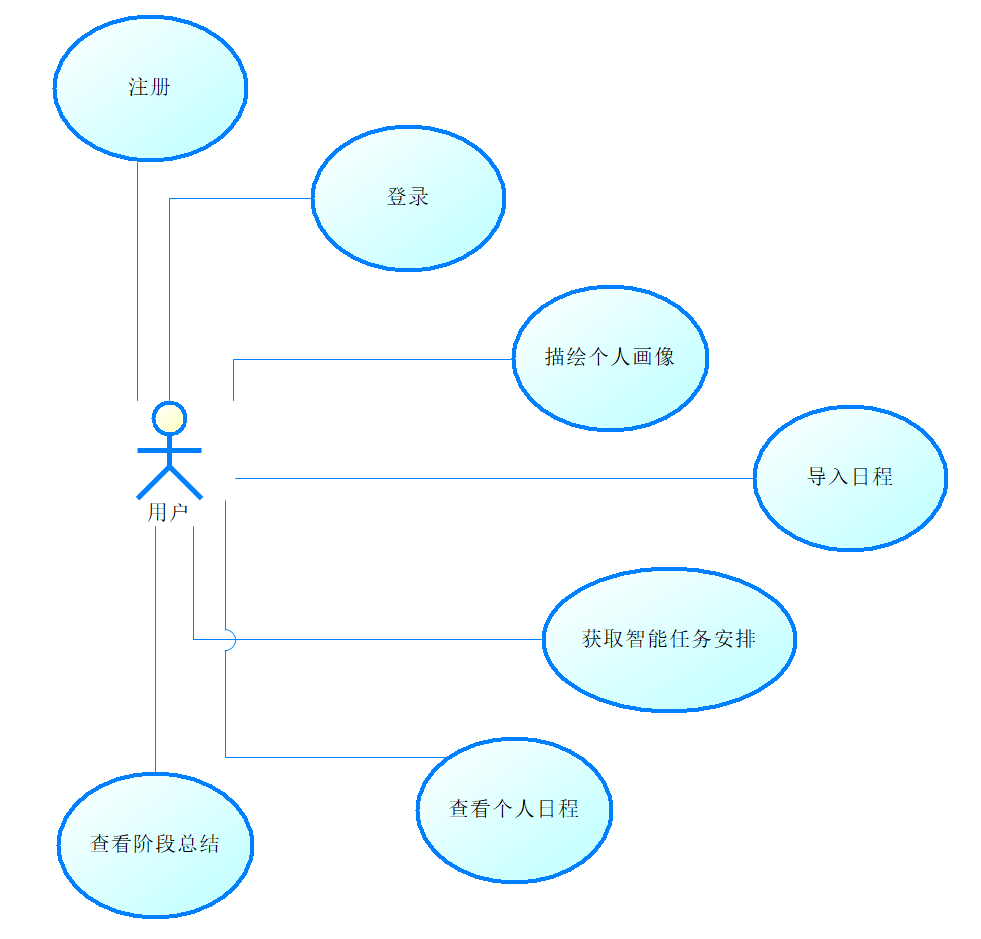 注册
登录
描绘个人画像
导入日程
用户
获取智能任务安排
查看个人日程
查看阶段总结